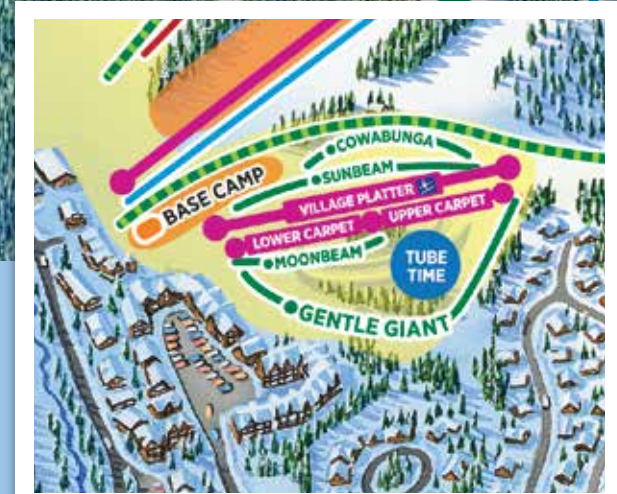 COWABUNGA
SUNBEAM
BASE CAMP
VILLAGE PLATTER
UPPER CARPET
LOWER CARPET
MOONBEAM
TUBE
TIME
GENTLE GIANT